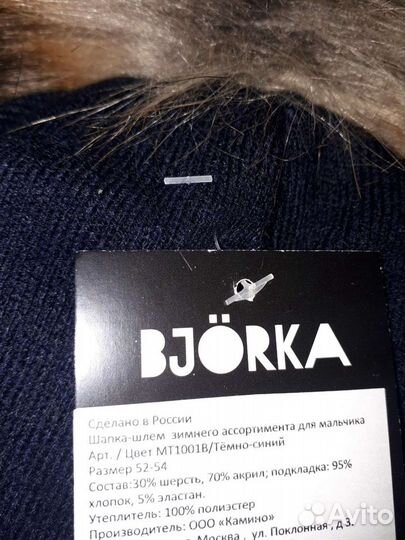 BJÖRKA
Сделано в России
Шапка-шлем зимнего ассортимента для мальчика
Арт. / Цвет МТ1001В/Тёмно-синий
Размер 52-54
Состав:30% шерсть, 70% акрил; подкладка: 95%
хлопок, 5% эластан.
Утеплитель: 100% полиэстер
Производитель: ООО «Камино»
Москва, ул. Поклонная, д.3.
Avito